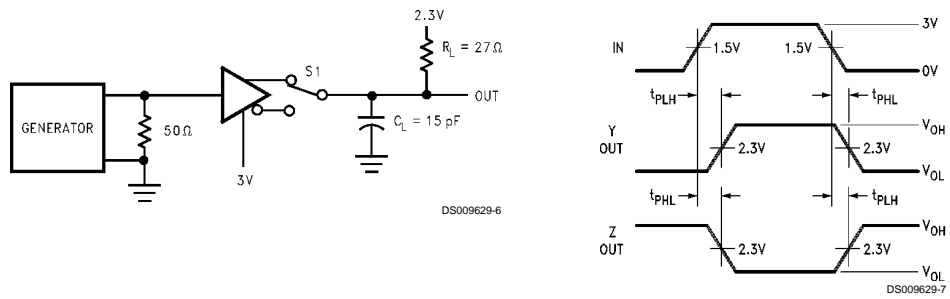 2.3V
R_L = 27Ω
S1
OUT
GENERATOR
50Ω
C_L = 15 pF
3V
DS009629-6
IN
3V
1.5V
1.5V
0V
t_PLH
t_PHL
Y
OUT
V_OH
2.3V
2.3V
V_OL
t_PHL
t_PLH
Z
OUT
V_OH
2.3V
2.3V
V_OL
DS009629-7